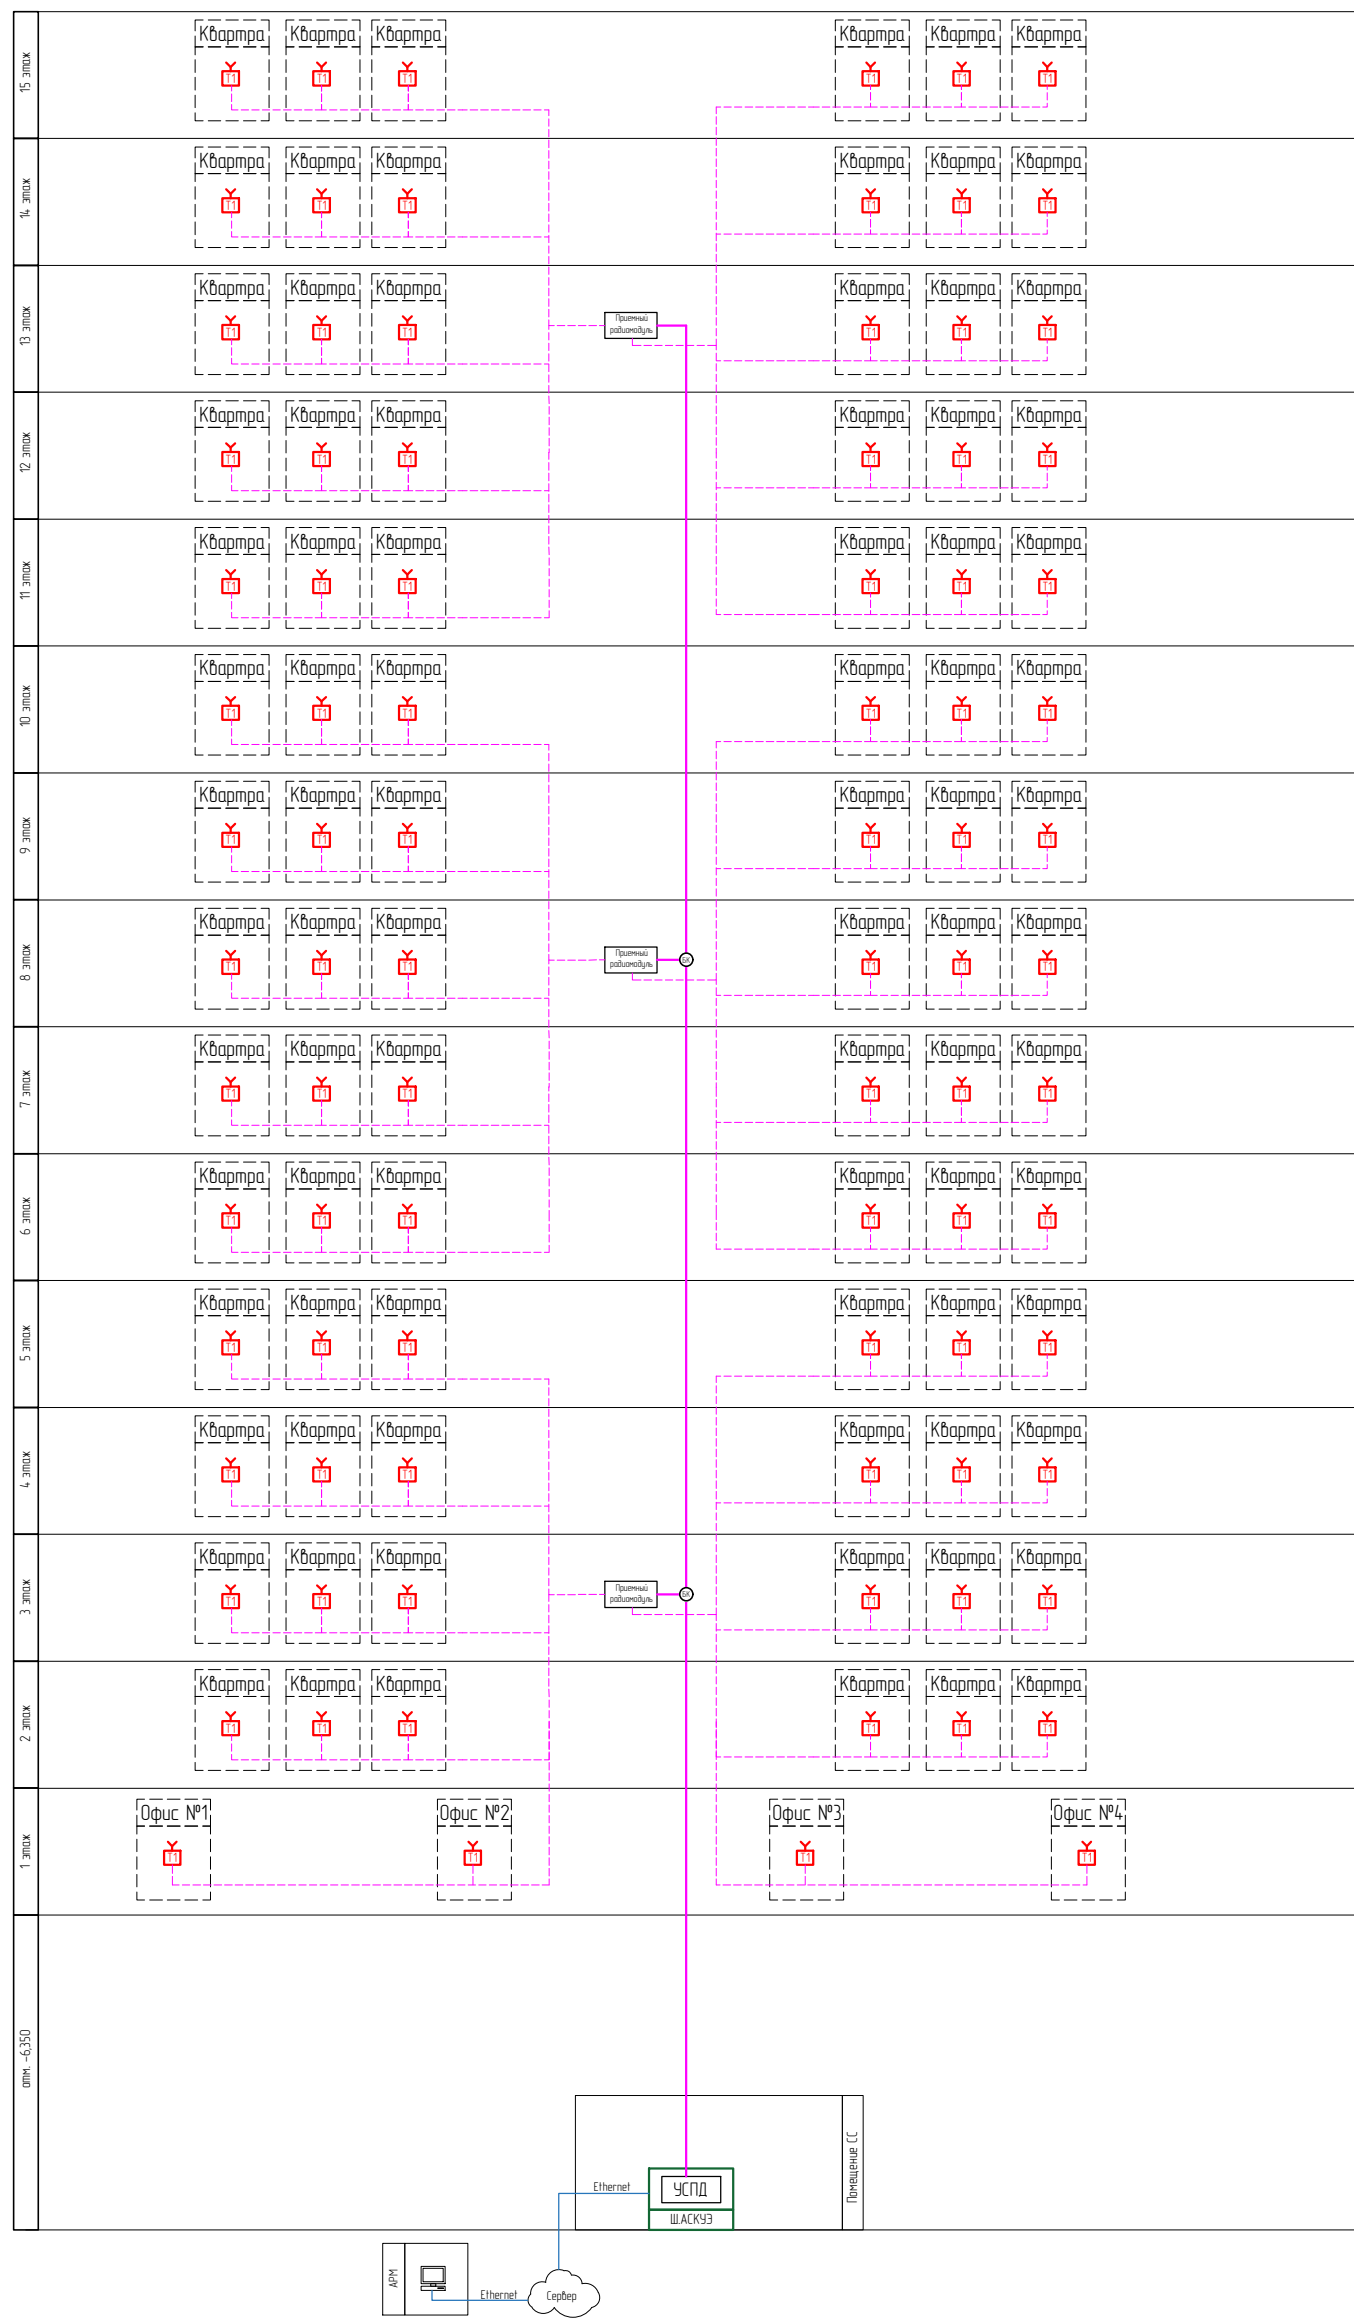 15 этаж
Квартра Квартра Квартра Квартра Квартра Квартра
Т1 Т1 Т1 Т1 Т1 Т1
14 этаж
Квартра Квартра Квартра Квартра Квартра Квартра
Т1 Т1 Т1 Т1 Т1 Т1
13 этаж
Квартра Квартра Квартра Квартра Квартра Квартра
Т1 Т1 Т1 Т1 Т1 Т1
Приемный
радиомодуль
12 этаж
Квартра Квартра Квартра Квартра Квартра Квартра
Т1 Т1 Т1 Т1 Т1 Т1
11 этаж
Квартра Квартра Квартра Квартра Квартра Квартра
Т1 Т1 Т1 Т1 Т1 Т1
10 этаж
Квартра Квартра Квартра Квартра Квартра Квартра
Т1 Т1 Т1 Т1 Т1 Т1
9 этаж
Квартра Квартра Квартра Квартра Квартра Квартра
Т1 Т1 Т1 Т1 Т1 Т1
8 этаж
Квартра Квартра Квартра Квартра Квартра Квартра
Т1 Т1 Т1 Т1 Т1 Т1
Приемный
радиомодуль
БК
7 этаж
Квартра Квартра Квартра Квартра Квартра Квартра
Т1 Т1 Т1 Т1 Т1 Т1
6 этаж
Квартра Квартра Квартра Квартра Квартра Квартра
Т1 Т1 Т1 Т1 Т1 Т1
5 этаж
Квартра Квартра Квартра Квартра Квартра Квартра
Т1 Т1 Т1 Т1 Т1 Т1
4 этаж
Квартра Квартра Квартра Квартра Квартра Квартра
Т1 Т1 Т1 Т1 Т1 Т1
3 этаж
Квартра Квартра Квартра Квартра Квартра Квартра
Т1 Т1 Т1 Т1 Т1 Т1
Приемный
радиомодуль
БК
2 этаж
Квартра Квартра Квартра Квартра Квартра Квартра
Т1 Т1 Т1 Т1 Т1 Т1
1 этаж
Офис №1 Офис №2 Офис №3 Офис №4
Т1 Т1 Т1 Т1
отм. -6,350
Помещение СС
Ethernet
УСПД
Ш.АСКУЭ
АРМ
Ethernet
Сервер